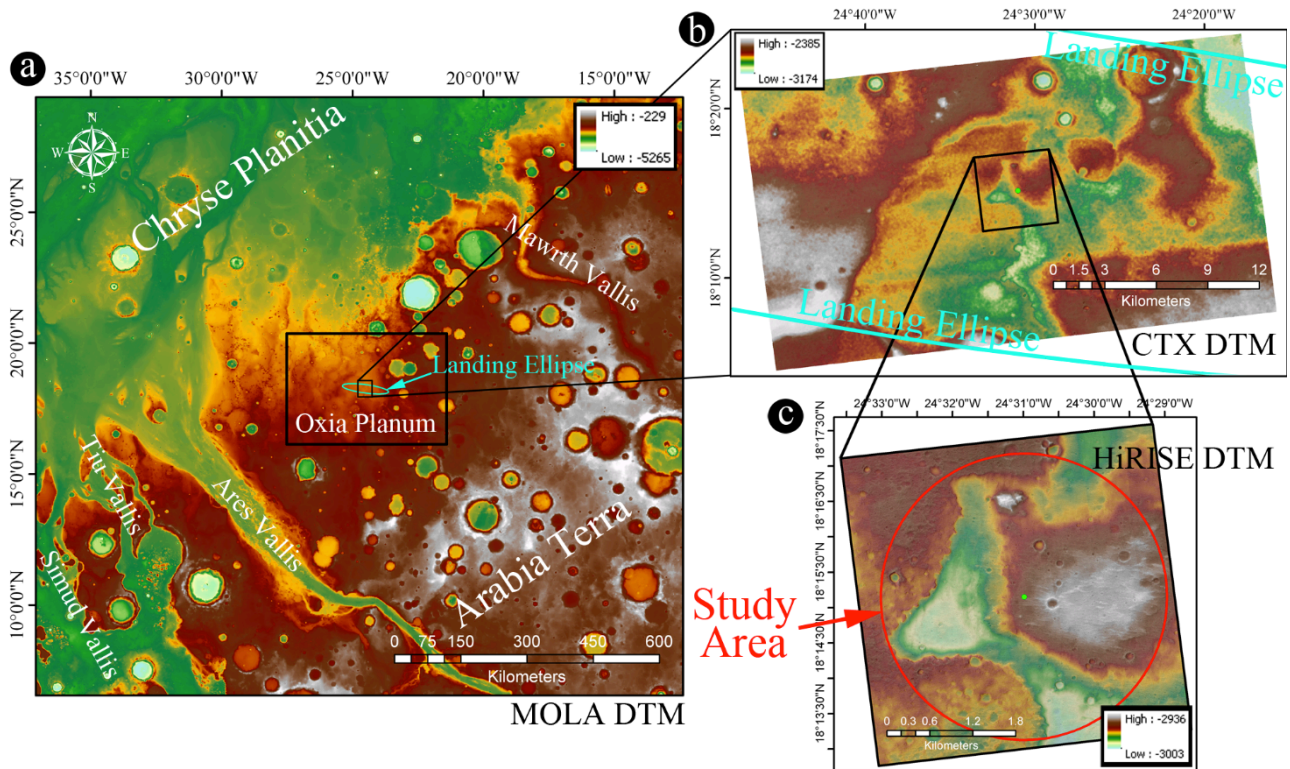 a
35°0'0"W
30°0'0"W
25°0'0"W
20°0'0"W
15°0'0"W
25°0'0"N
20°0'0"N
15°0'0"N
10°0'0"N
N
W
E
S
High : -229
Low : -5265
Chryse Planitia
Mawrth Vallis
Landing Ellipse
Oxia Planum
Tiu Vallis
Ares Vallis
Simud Vallis
Arabia Terra
0 75 150 300 450 600
Kilometers
MOLA DTM
b
24°40'0"W
24°30'0"W
24°20'0"W
18°20'0"N
18°10'0"N
High : -2385
Low : -3174
Landing Ellipse
Landing Ellipse
0 1.5 3 6 9 12
Kilometers
CTX DTM
c
24°33'0"W
24°32'0"W
24°31'0"W
24°30'0"W
24°29'0"W
18°17'30"N
18°16'30"N
18°15'30"N
18°14'30"N
18°13'30"N
HiRISE DTM
Study
Area
0 0.3 0.6 1.2 1.8
Kilometers
High : -2936
Low : -3003